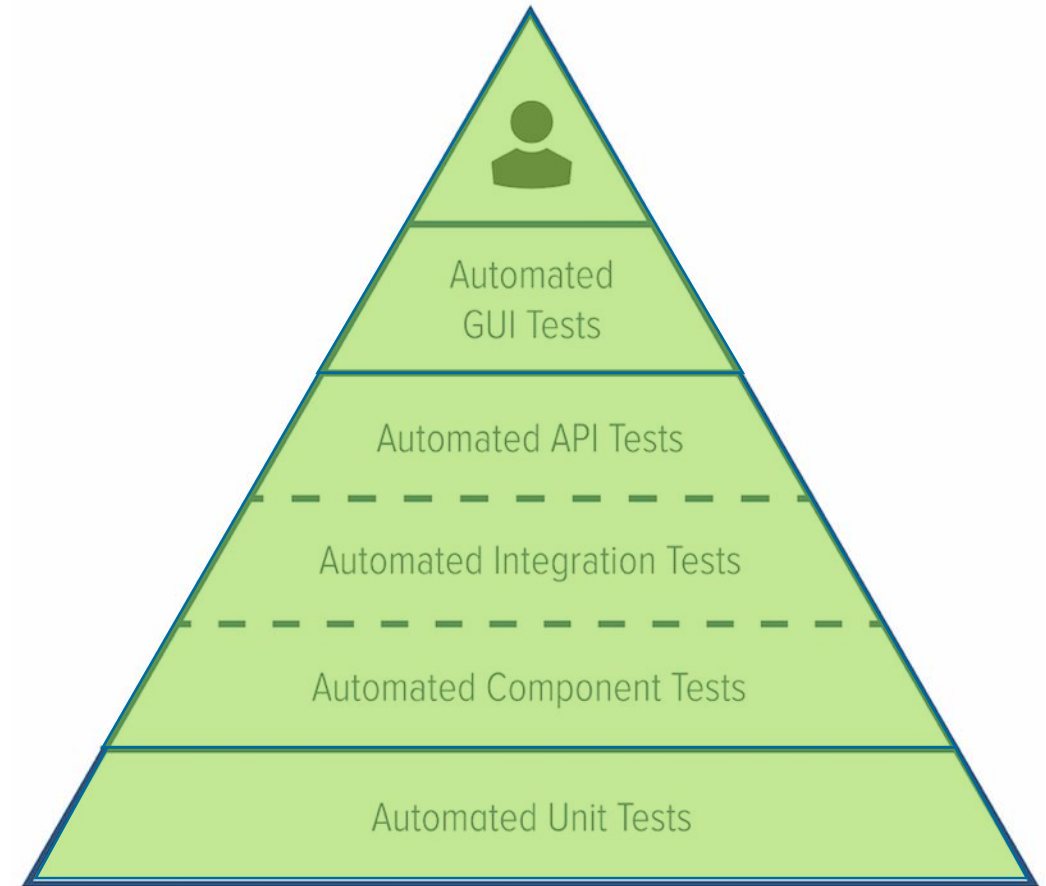 Automated
GUI Tests
Automated API Tests
Automated Integration Tests
Automated Component Tests
Automated Unit Tests